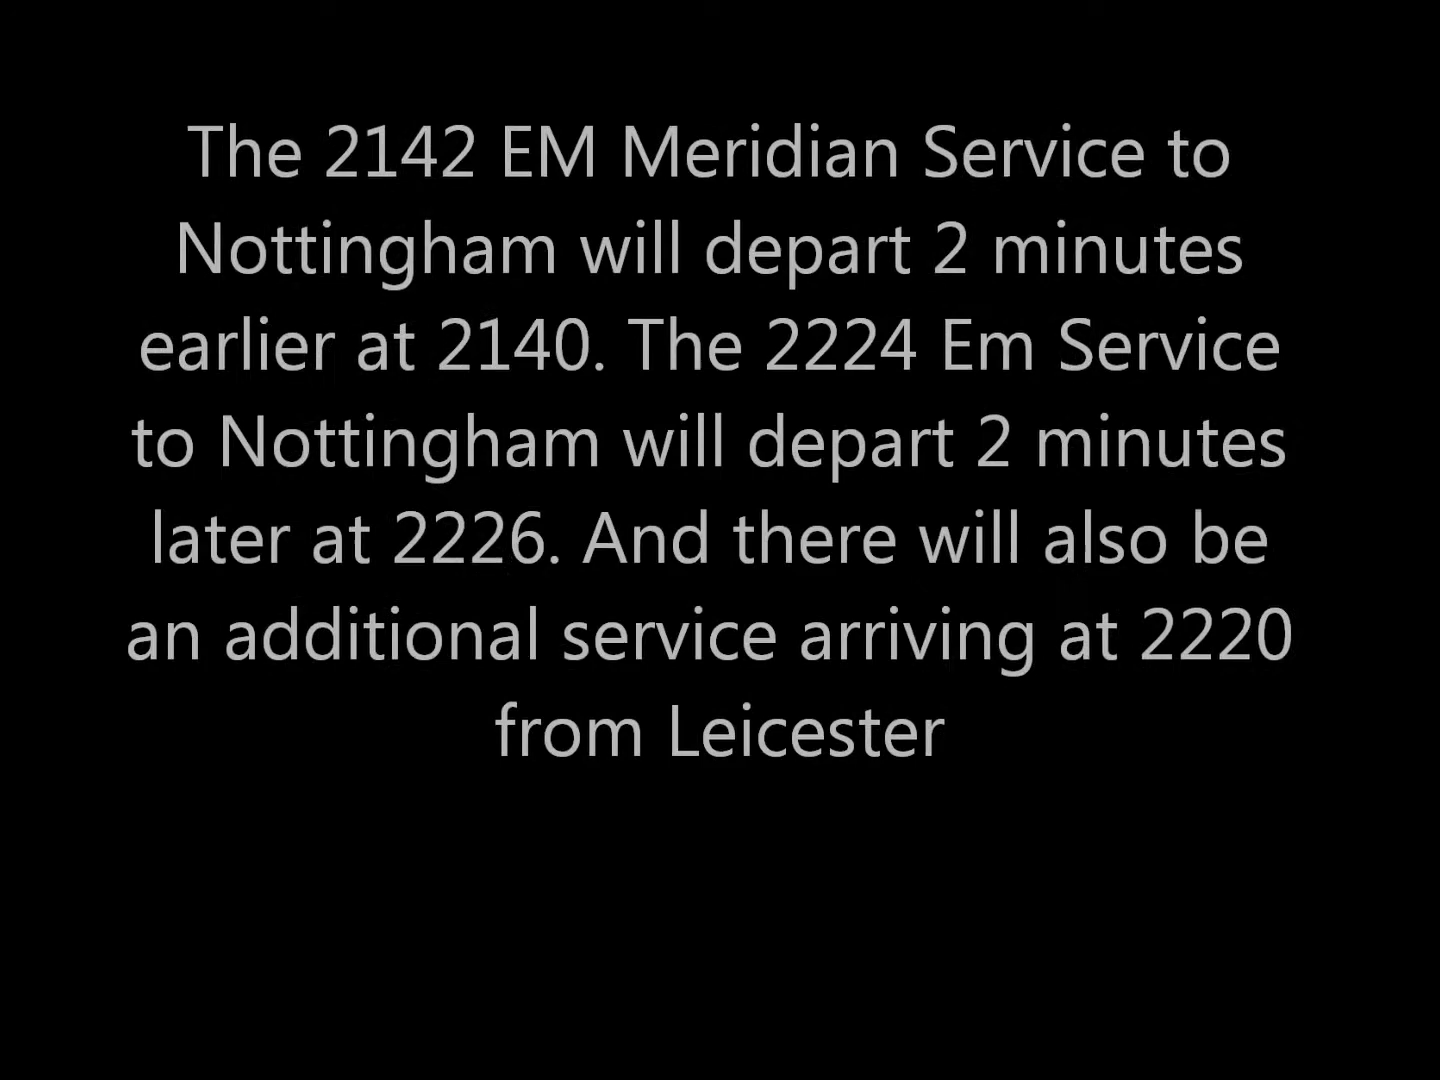 The 2142 EM Meridian Service to
Nottingham will depart 2 minutes
earlier at 2140. The 2224 Em Service
to Nottingham will depart 2 minutes
later at 2226. And there will also be
an additional service arriving at 2220
from Leicester